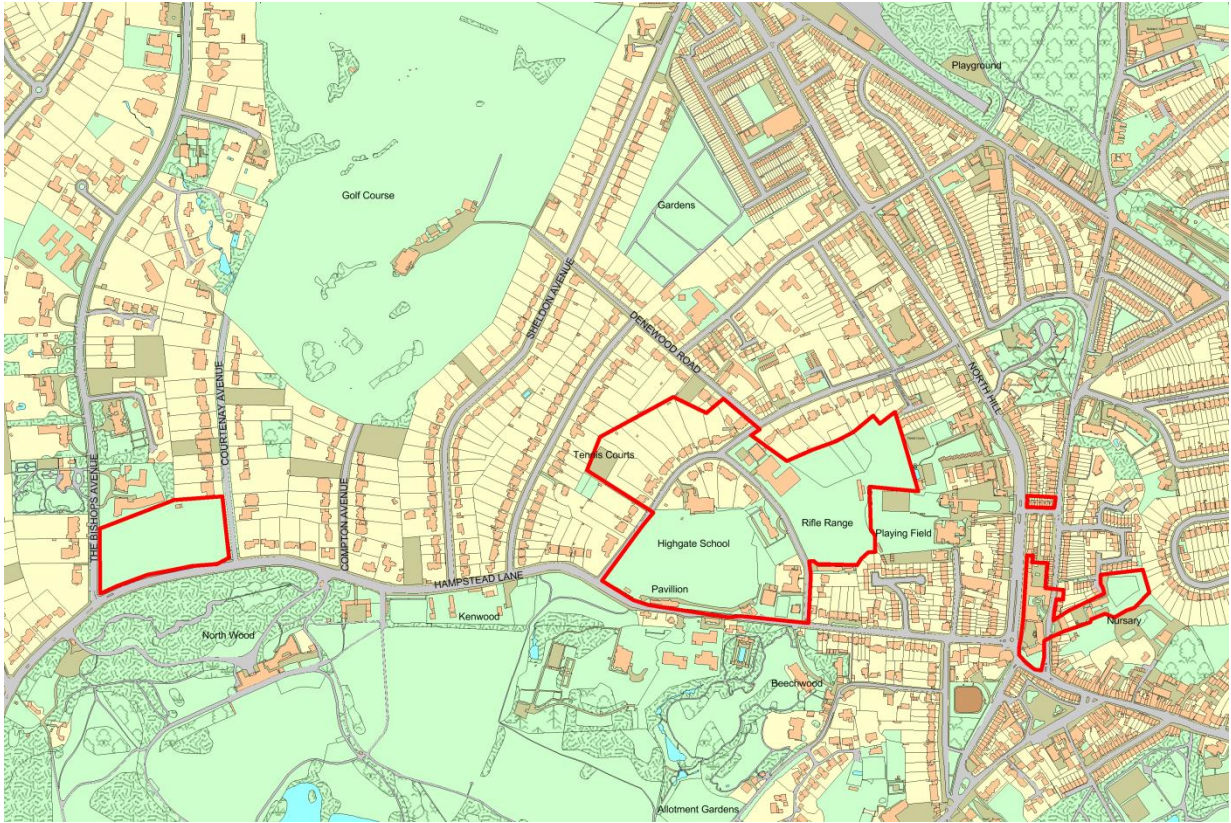 Playground
Golf Course
Gardens
SHELDON AVENUE
DENEWOOD ROAD
NORTH HILL
COURTENAY AVENUE
THE BISHOPS AVENUE
COMPTON AVENUE
Tennis Courts
Rifle Range
Playing Field
Highgate School
HAMPSTEAD LANE
Pavillion
Kenwood
North Wood
Nursary
Beechwood
Allotment Gardens